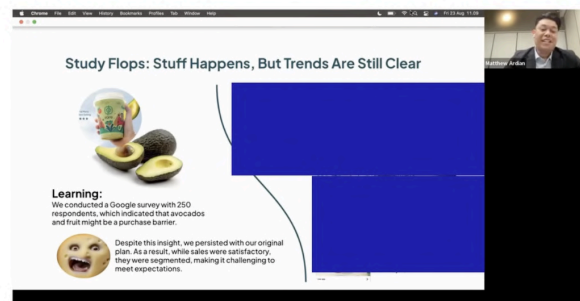 Chrome File Edit View History Bookmarks Profiles Tab Window Help
Fri 23 Aug 11:39
Matthew Ardian
Study Flops: Stuff Happens, But Trends Are Still Clear
Learning:
We conducted a Google survey with 250
respondents, which indicated that avocados
and fruit might be a purchase barrier.
Despite this insight, we persisted with our original
plan. As a result, while sales were satisfactory,
they were segmented, making it challenging to
meet expectations.